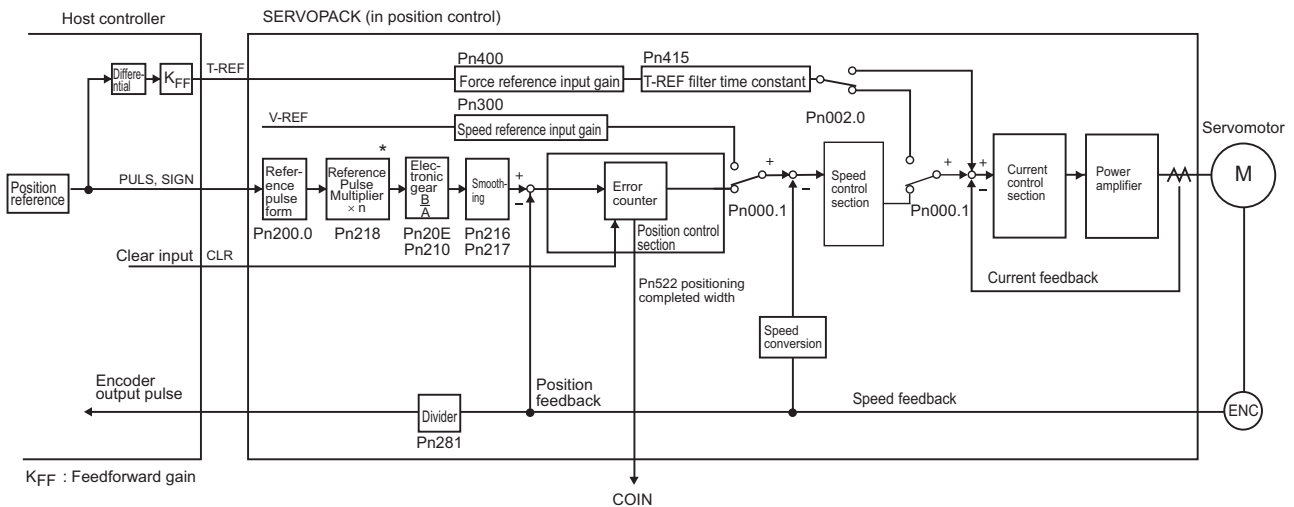 Host controller
SERVOPACK (in position control)
Differe-
ntial
KFF
T-REF
Pn400
Force reference input gain
Pn415
T-REF filter time constant
Pn002.0
V-REF
Pn300
Speed reference input gain
Servomotor
M
Position
reference
PULS, SIGN
Refer-
ence
pulse
form
Pn200.0
*
Reference
Pulse
Multiplier
× n
Pn218
Elec-
tronic
gear
B
A
Pn20E
Pn210
Smooth-
ing
Pn216
Pn217
+
−
Error
counter
Position control
section
Pn000.1
+
−
Speed
control
section
Pn000.1
+
+
−
Current
control
section
Power
amplifier
Clear input
CLR
Current feedback
Pn522 positioning
completed width
Speed
conversion
Encoder
output pulse
Divider
Pn281
Position
feedback
Speed feedback
ENC
KFF : Feedforward gain
COIN